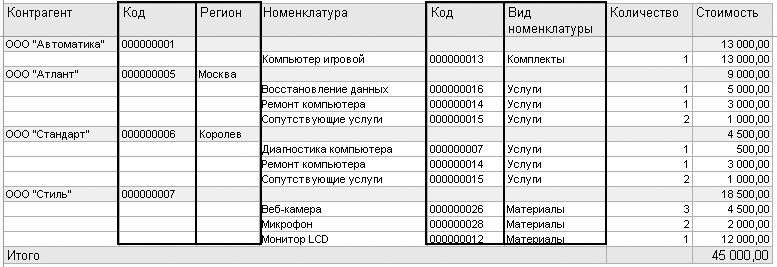 Контрагент Код Регион Номенклатура Код Вид номенклатуры Количество Стоимость
ООО "Автоматика" 000000001 13 000,00
Компьютер игровой 000000013 Комплекты 1 13 000,00
ООО "Атлант" 000000005 Москва 9 000,00
Восстановление данных 000000016 Услуги 1 5 000,00
Ремонт компьютера 000000014 Услуги 1 3 000,00
Сопутствующие услуги 000000015 Услуги 2 1 000,00
ООО "Стандарт" 000000006 Королев 4 500,00
Диагностика компьютера 000000007 Услуги 1 500,00
Ремонт компьютера 000000014 Услуги 1 3 000,00
Сопутствующие услуги 000000015 Услуги 2 1 000,00
ООО "Стиль" 000000007 18 500,00
Веб-камера 000000026 Материалы 3 4 500,00
Микрофон 000000028 Материалы 2 2 000,00
Монитор LCD 000000012 Материалы 1 12 000,00
Итого 45 000,00